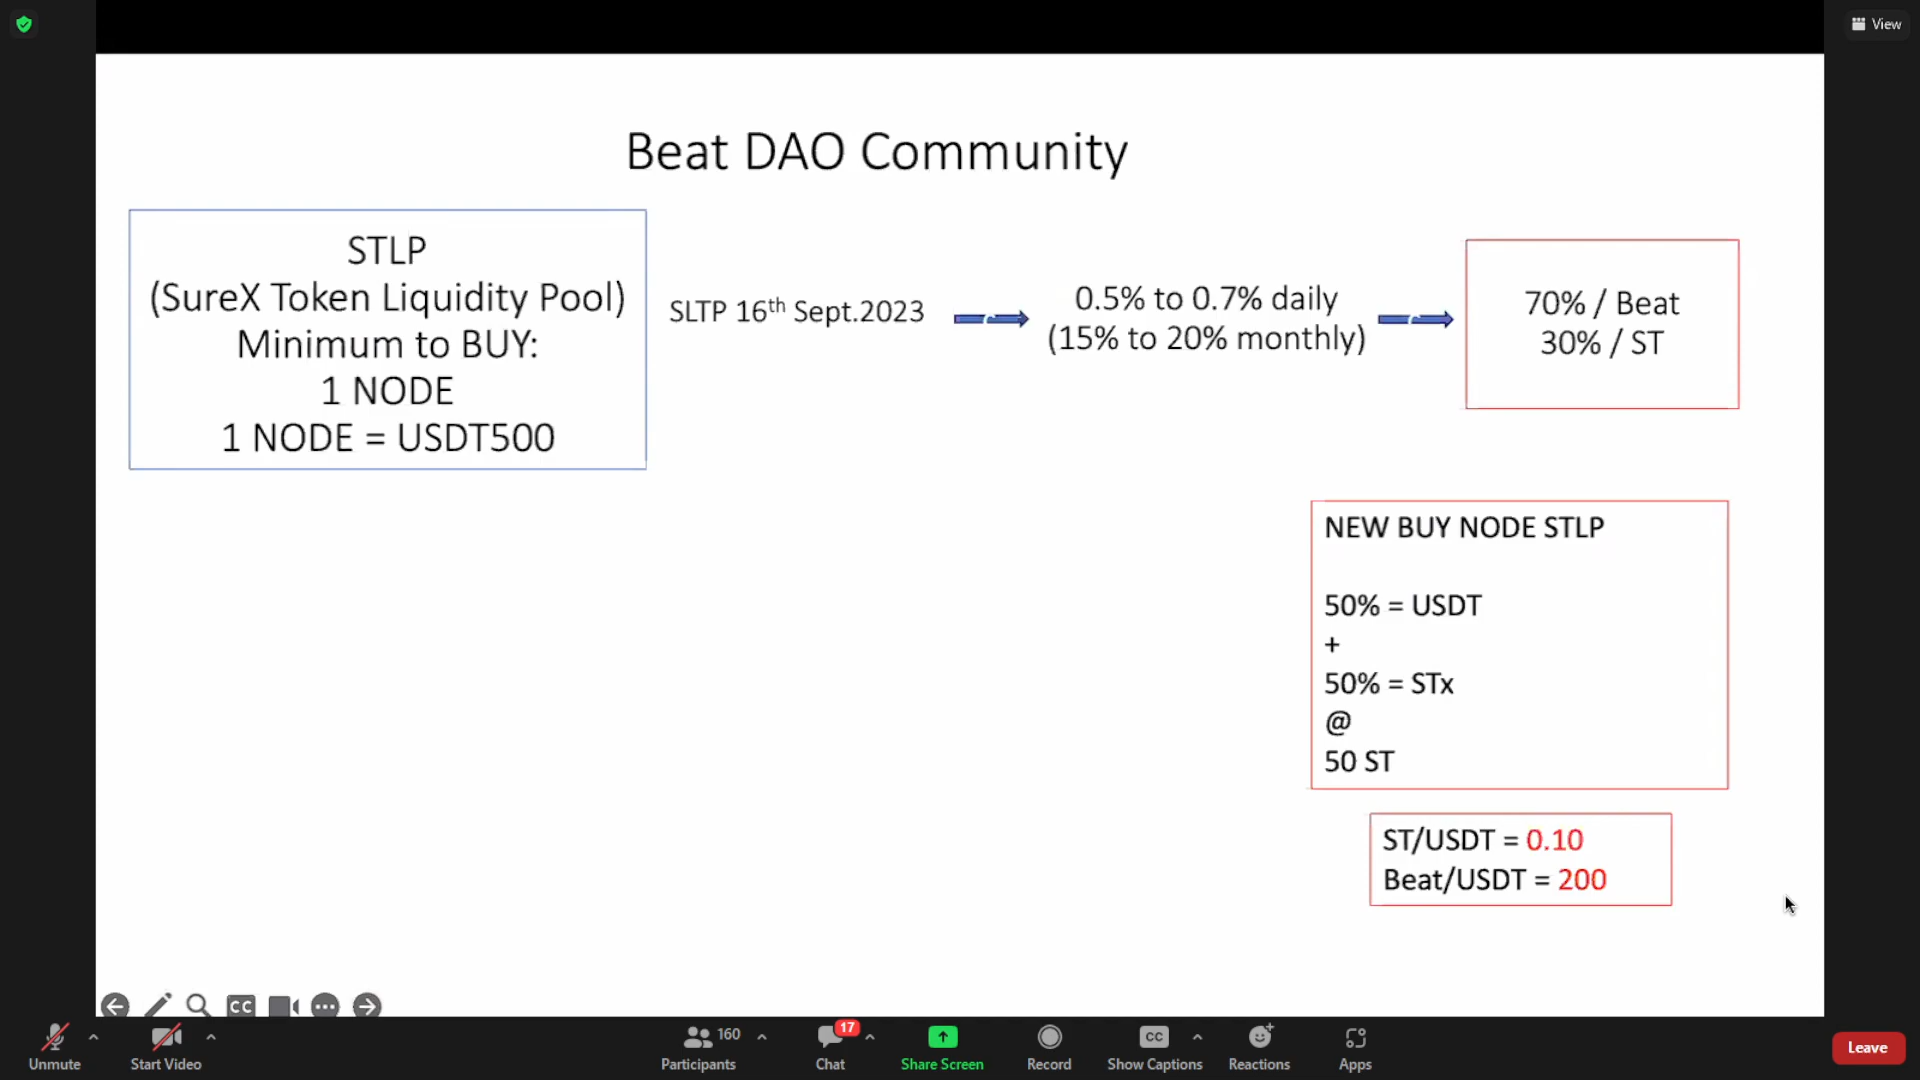 View
Beat DAO Community
STLP
(SureX Token Liquidity Pool)
Minimum to BUY:
1 NODE
1 NODE = USDT500
SLTP 16th Sept.2023
0.5% to 0.7% daily
(15% to 20% monthly)
70% / Beat
30% / ST
NEW BUY NODE STLP
50% = USDT
+
50% = STx
@
50 ST
ST/USDT = 0.10
Beat/USDT = 200
CC
Unmute
Start Video
160
Participants
17
Chat
Share Screen
Record
CC
Show Captions
Reactions
Apps
Leave